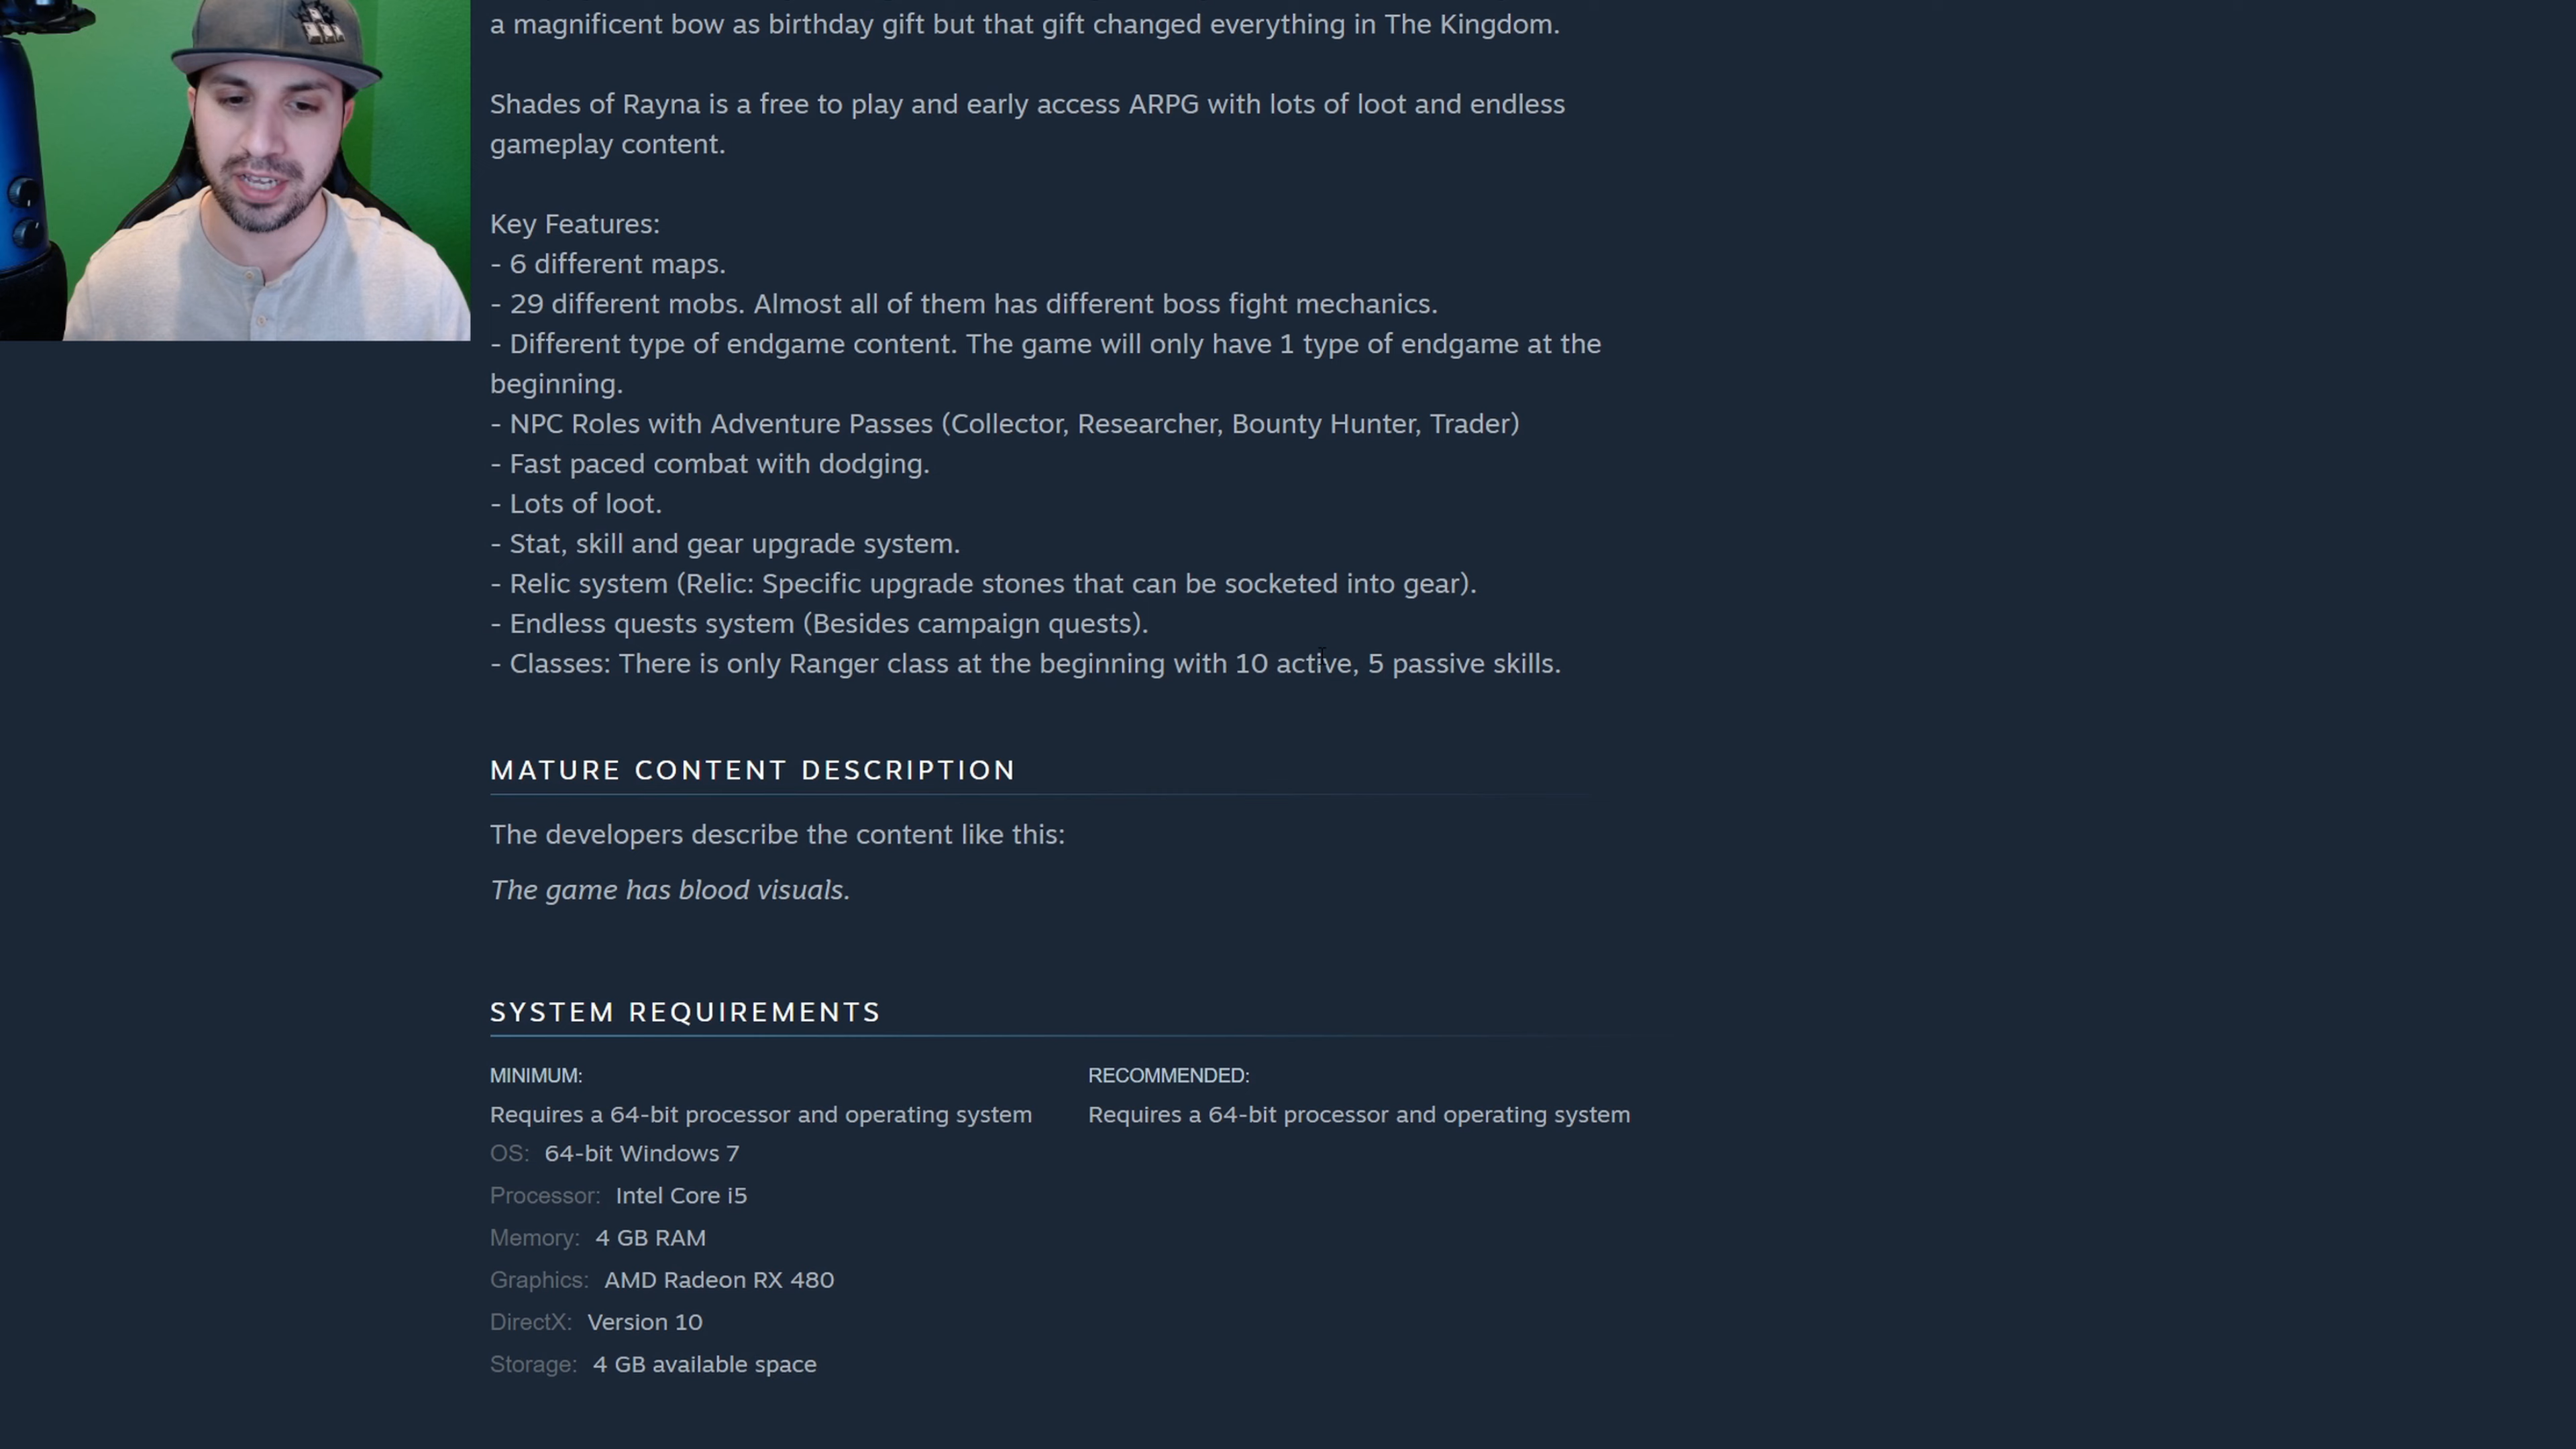 a magnificent bow as birthday gift but that gift changed everything in The Kingdom.
Shades of Rayna is a free to play and early access ARPG with lots of loot and endless
gameplay content.
Key Features:
- 6 different maps.
- 29 different mobs. Almost all of them has different boss fight mechanics.
- Different type of endgame content. The game will only have 1 type of endgame at the
beginning.
- NPC Roles with Adventure Passes (Collector, Researcher, Bounty Hunter, Trader)
- Fast paced combat with dodging.
- Lots of loot.
- Stat, skill and gear upgrade system.
- Relic system (Relic: Specific upgrade stones that can be socketed into gear).
- Endless quests system (Besides campaign quests).
- Classes: There is only Ranger class at the beginning with 10 active, 5 passive skills.
MATURE CONTENT DESCRIPTION
The developers describe the content like this:
The game has blood visuals.
SYSTEM REQUIREMENTS
MINIMUM:
Requires a 64-bit processor and operating system
OS: 64-bit Windows 7
Processor: Intel Core i5
Memory: 4 GB RAM
Graphics: AMD Radeon RX 480
DirectX: Version 10
Storage: 4 GB available space
RECOMMENDED:
Requires a 64-bit processor and operating system